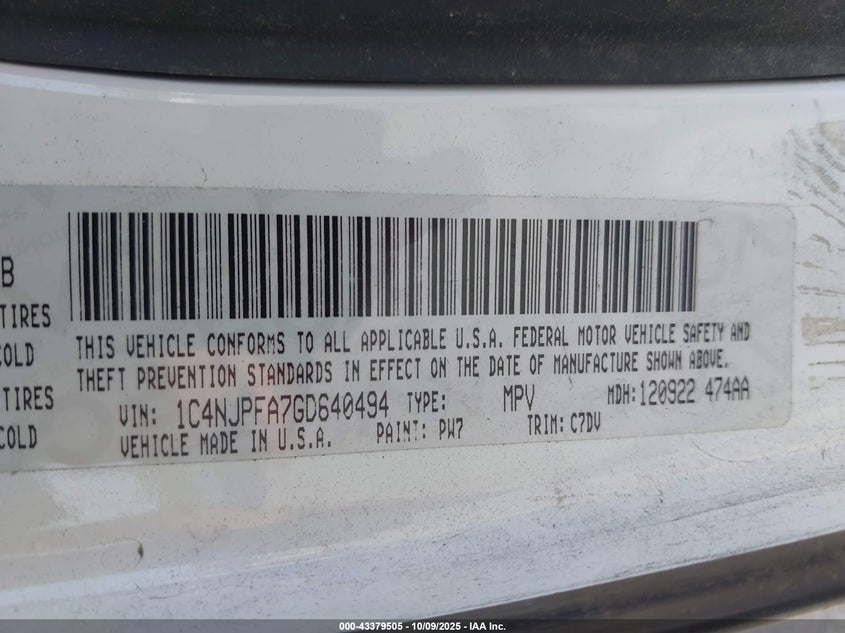 B
TIRES
COLD
TIRES
COLD
THIS VEHICLE CONFORMS TO ALL APPLICABLE U.S.A. FEDERAL MOTOR VEHICLE SAFETY AND
THEFT PREVENTION STANDARDS IN EFFECT ON THE DATE OF MANUFACTURE SHOWN ABOVE.
VIN: 1C4NJPFA7GD640494 TYPE: MPV MDH: 120922 474AA
VEHICLE MADE IN U.S.A. PAINT: PW7 TRIM: C7DV
000-43379505 - 10/09/2025 - IAA Inc.